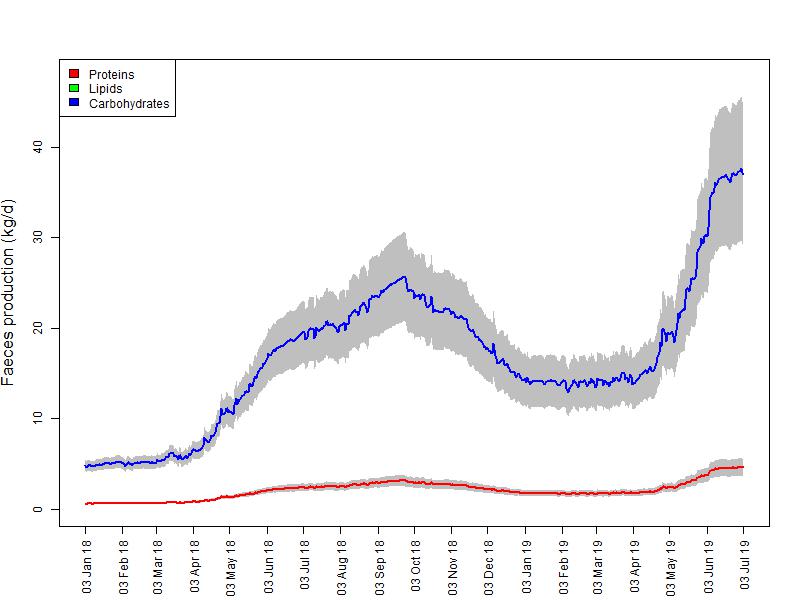 Proteins
Lipids
Carbohydrates
Faeces production (kg/d)
40
30
20
10
0
03 Jan 18
03 Feb 18
03 Mar 18
03 Apr 18
03 May 18
03 Jun 18
03 Jul 18
03 Aug 18
03 Sep 18
03 Oct 18
03 Nov 18
03 Dec 18
03 Jan 19
03 Feb 19
03 Mar 19
03 Apr 19
03 May 19
03 Jun 19
03 Jul 19